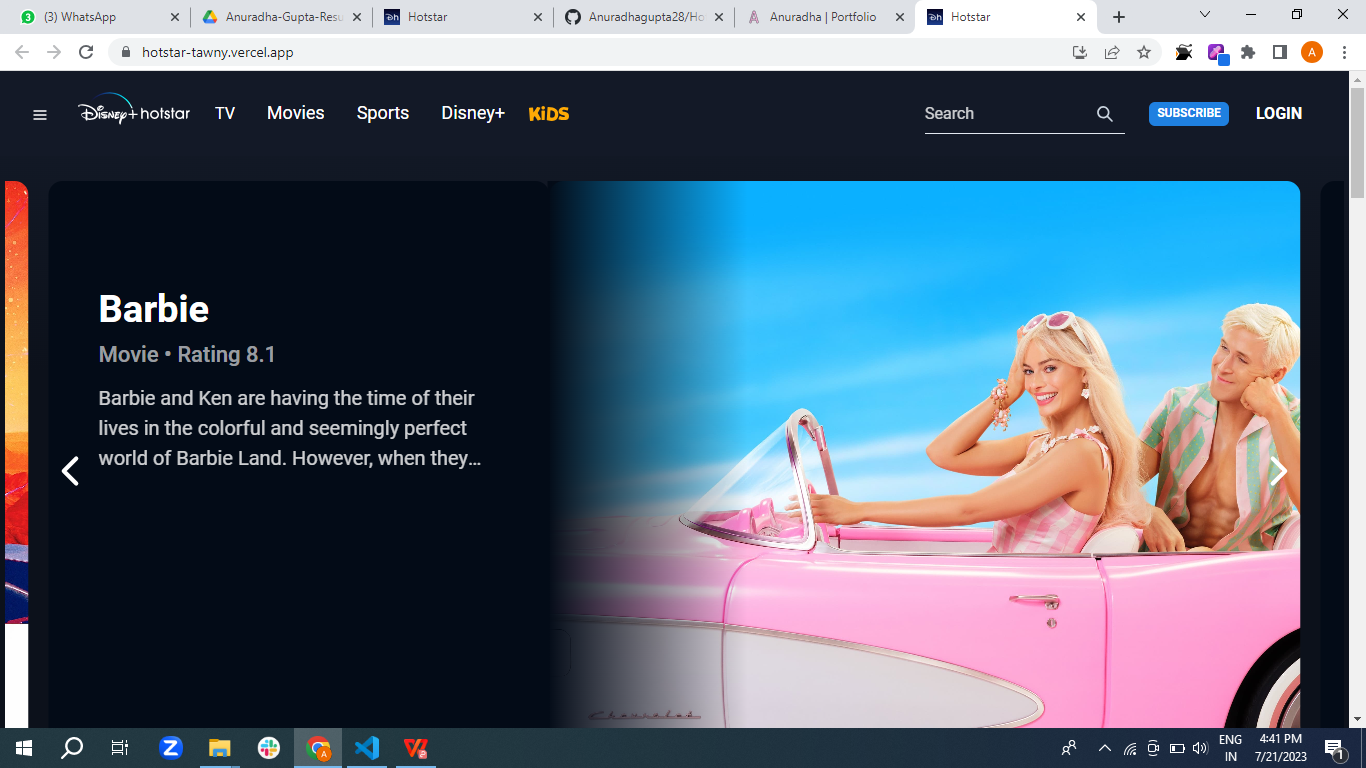 (3) WhatsApp
Anuradha-Gupta-Resu
Hotstar
Anuradhagupta28/Ho
Anuradha | Portfolio
Hotstar
hotstar-tawny.vercel.app
A
Disney+ hotstar
TV
Movies
Sports
Disney+
KiDS
Search
SUBSCRIBE
LOGIN
Barbie
Movie • Rating 8.1
Barbie and Ken are having the time of their
lives in the colorful and seemingly perfect
world of Barbie Land. However, when they...
Chevrolet
ENG
IN
4:41 PM
7/21/2023
1